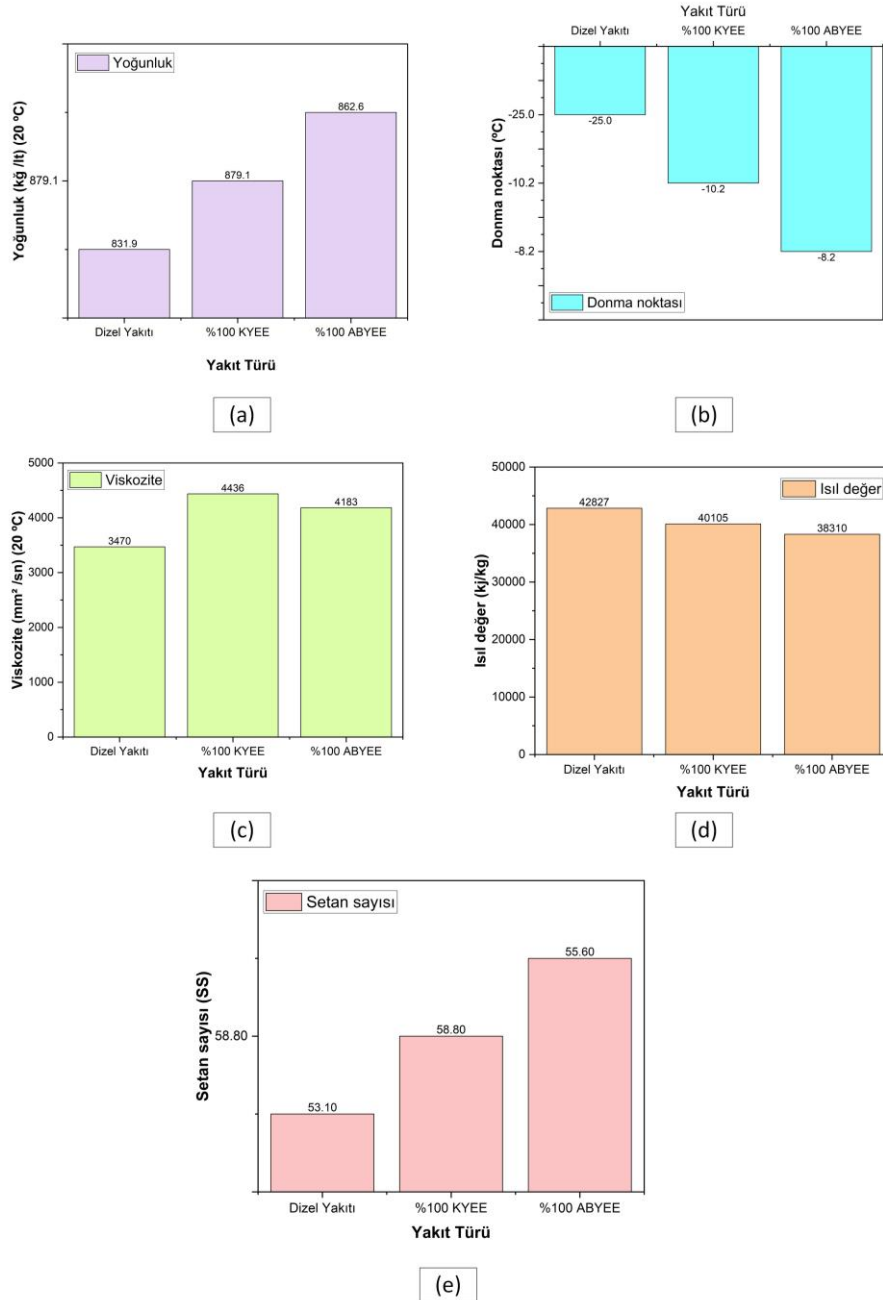 Yoğunluk
Yoğunluk (kğ /lt) (20 ºC)
879.1
831.9
879.1
862.6
Dizel Yakıtı
%100 KYEE
%100 ABYEE
Yakıt Türü
(a)
Yakıt Türü
Dizel Yakıtı
%100 KYEE
%100 ABYEE
Donma noktası (ºC)
-25.0
-10.2
-8.2
-25.0
-10.2
-8.2
Donma noktası
(b)
Viskozite
Viskozite (mm² /sn) (20 ºC)
5000
4000
3000
2000
1000
0
3470
4436
4183
Dizel Yakıtı
%100 KYEE
%100 ABYEE
Yakıt Türü
(c)
Isıl değer
Isıl değer (kj/kg)
50000
40000
30000
20000
10000
0
42827
40105
38310
Dizel Yakıtı
%100 KYEE
%100 ABYEE
Yakıt Türü
(d)
Setan sayısı
Setan sayısı (SS)
58.80
53.10
58.80
55.60
Dizel Yakıtı
%100 KYEE
%100 ABYEE
Yakıt Türü
(e)